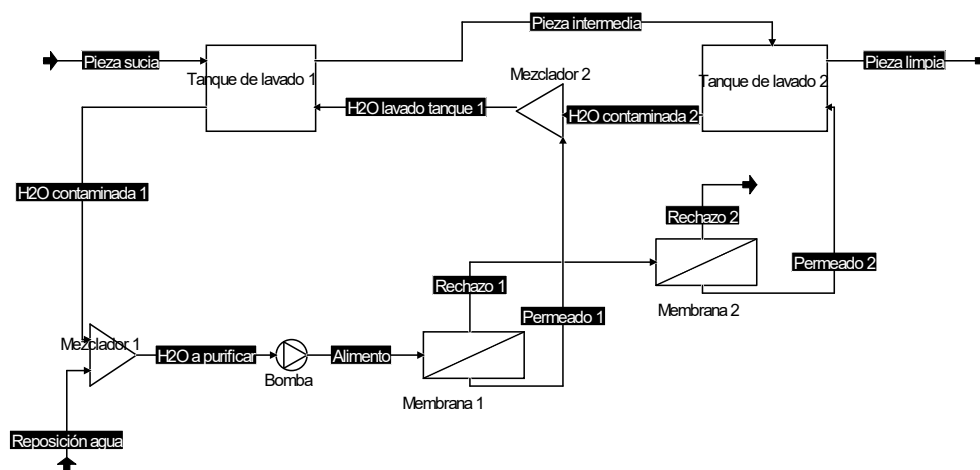 Pieza intermedia
Pieza sucia
Pieza limpia
Tanque de lavado 1
Mezclador 2
Tanque de lavado 2
H2O lavado tanque 1
H2O contaminada 2
H2O contaminada 1
Rechazo 2
Permeado 2
Rechazo 1
Permeado 1
Membrana 2
Mezclador 1
H2O a purificar
Alimento
Bomba
Membrana 1
Reposición agua